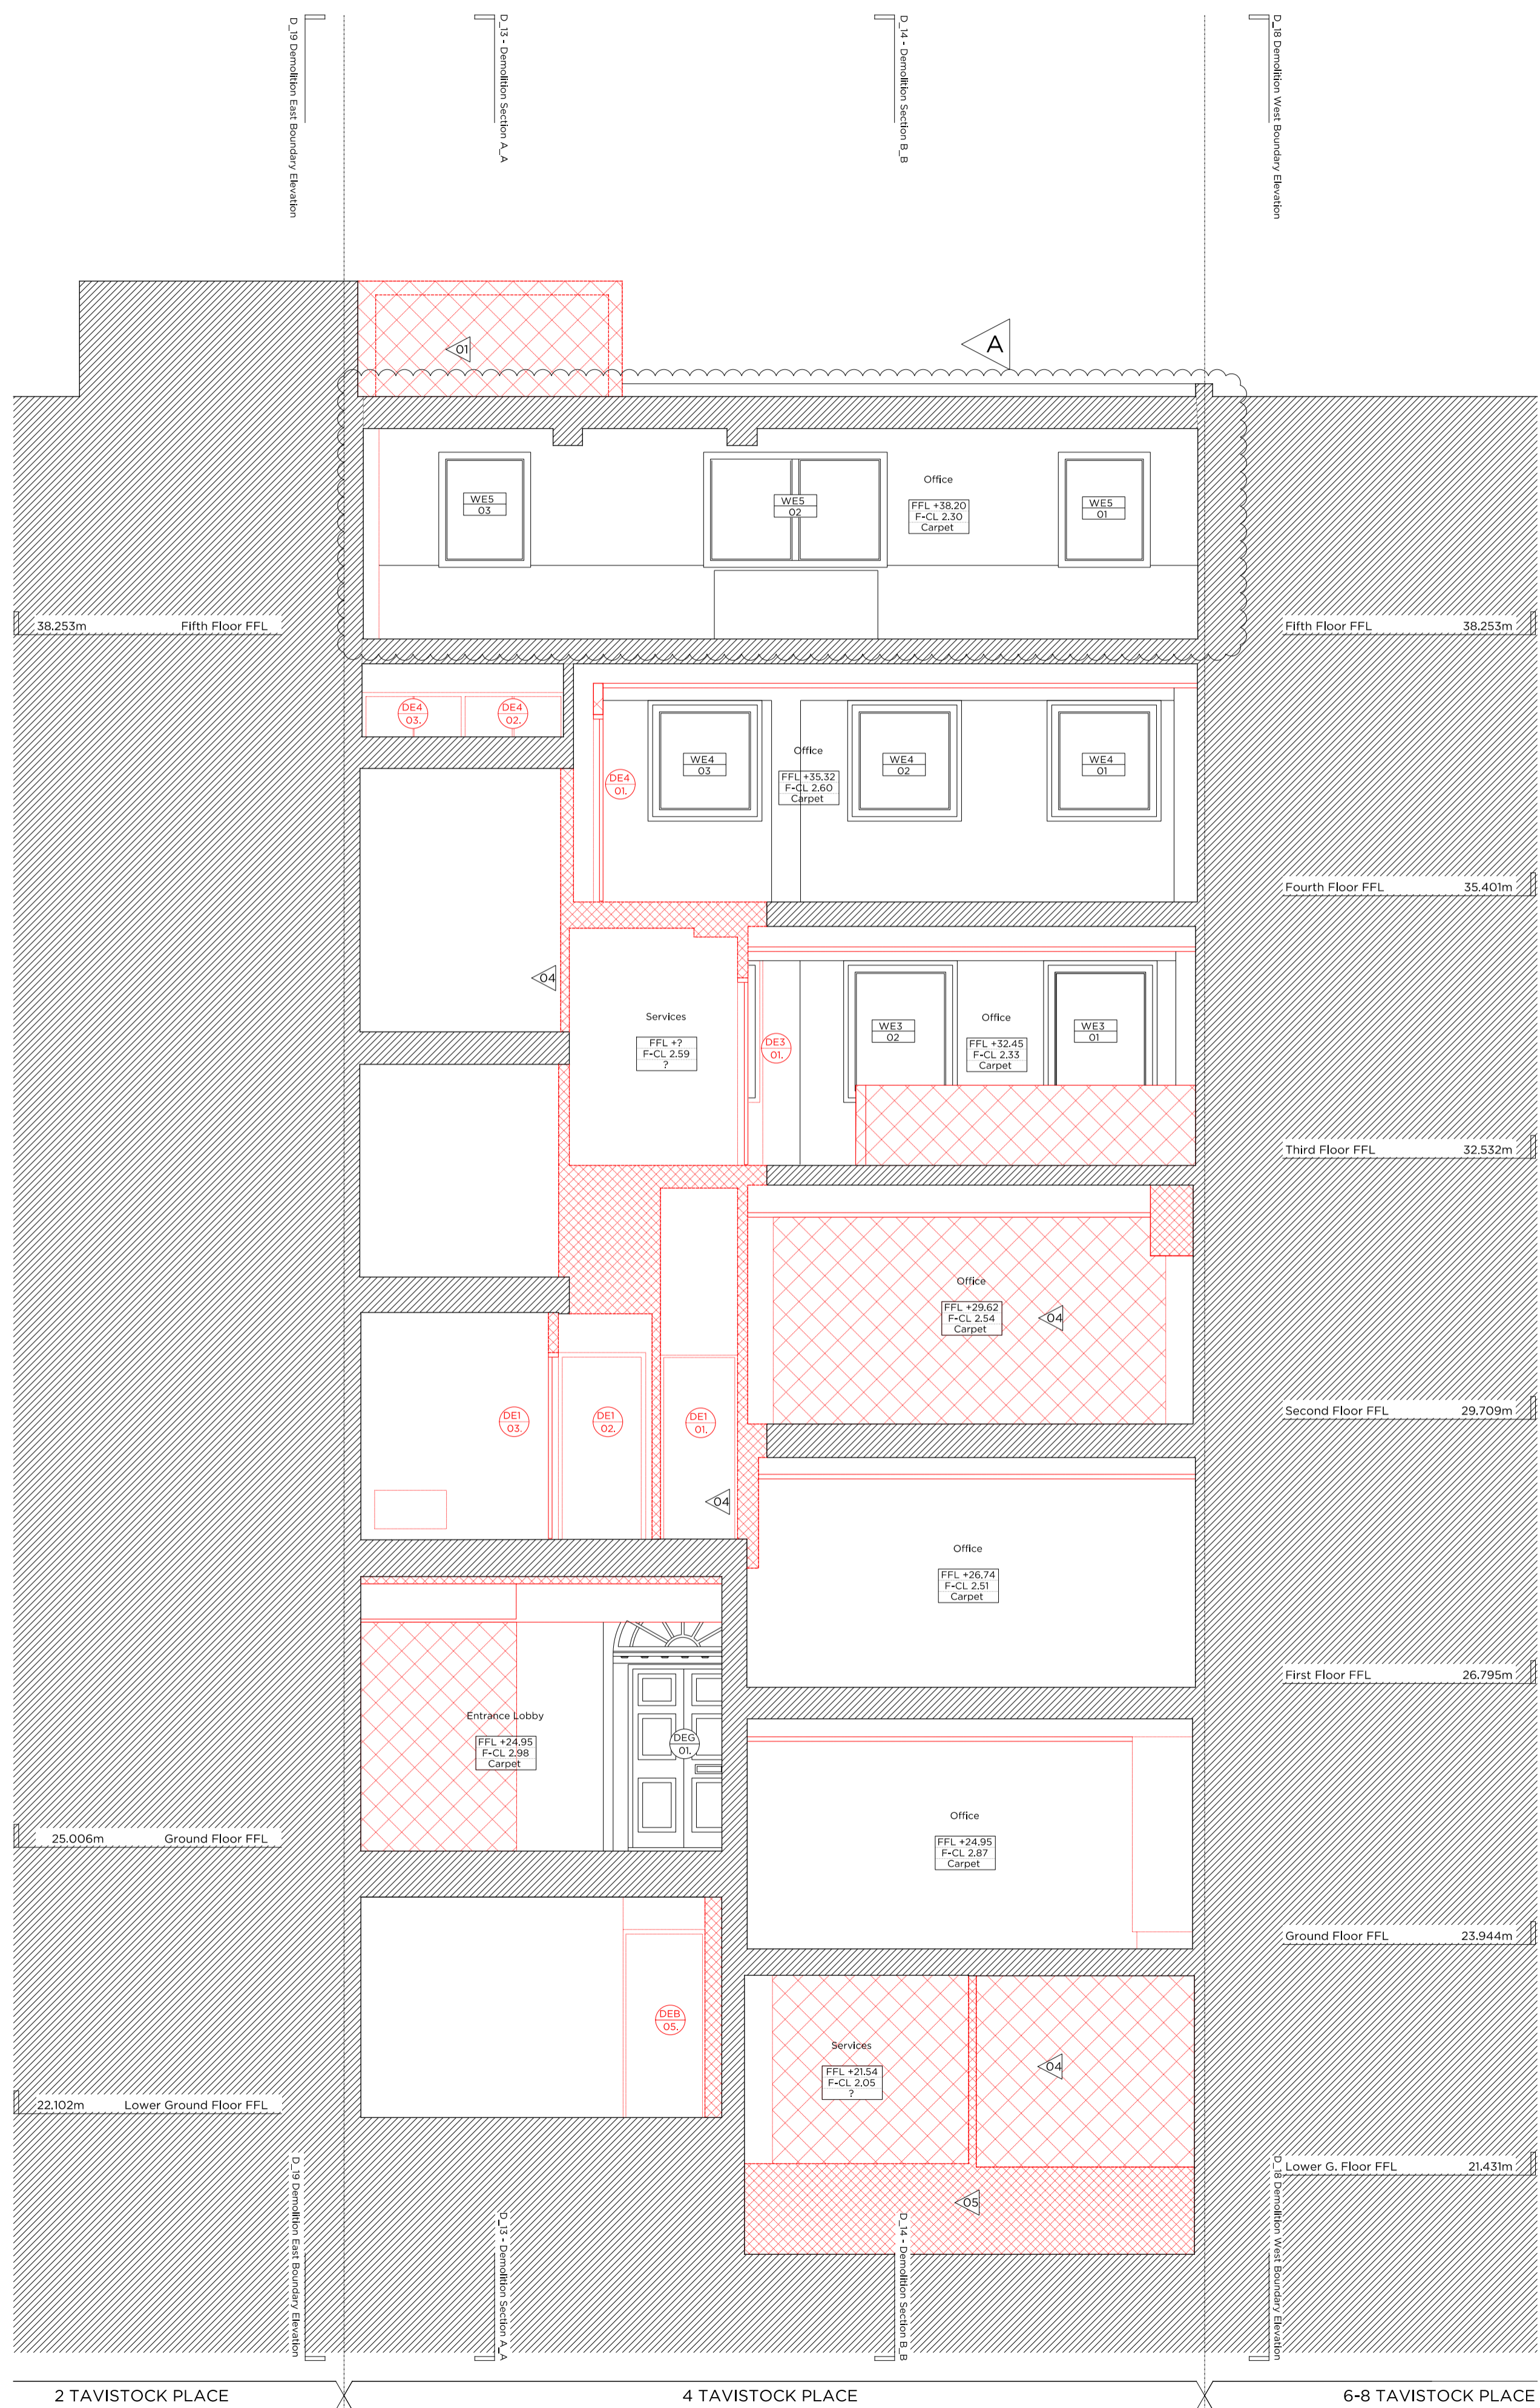 D_19 Demolition East Boundary Elevation
D_13 - Demolition Section A_A
D_14 - Demolition Section B_B
D_18 Demolition West Boundary Elevation
01
A
WE5
03
WE5
02
Office
FFL +38.20
F-CL 2.30
Carpet
WE5
01
38.253m Fifth Floor FFL
Fifth Floor FFL 38.253m
DE4
03.
DE4
02.
DE4
01.
WE4
03
Office
FFL +35.32
F-CL 2.60
Carpet
WE4
02
WE4
01
Fourth Floor FFL 35.401m
04
Services
FFL +?
F-CL 2.59
?
DE3
01.
WE3
02
Office
FFL +32.45
F-CL 2.33
Carpet
WE3
01
Third Floor FFL 32.532m
Office
FFL +29.62
F-CL 2.54
Carpet
04
DE1
03.
DE1
02.
DE1
01.
Second Floor FFL 29.709m
04
Office
FFL +26.74
F-CL 2.51
Carpet
First Floor FFL 26.795m
Entrance Lobby
FFL +24.95
F-CL 2.98
Carpet
DEG
01.
Office
FFL +24.95
F-CL 2.87
Carpet
25.006m Ground Floor FFL
Ground Floor FFL 23.944m
DEB
05.
Services
FFL +21.54
F-CL 2.05
?
04
22.102m Lower Ground Floor FFL
Lower G. Floor FFL 21.431m
05
D_19 Demolition East Boundary Elevation
D_13 - Demolition Section A_A
D_14 - Demolition Section B_B
D_18 Demolition West Boundary Elevation
2 TAVISTOCK PLACE
4 TAVISTOCK PLACE
6-8 TAVISTOCK PLACE